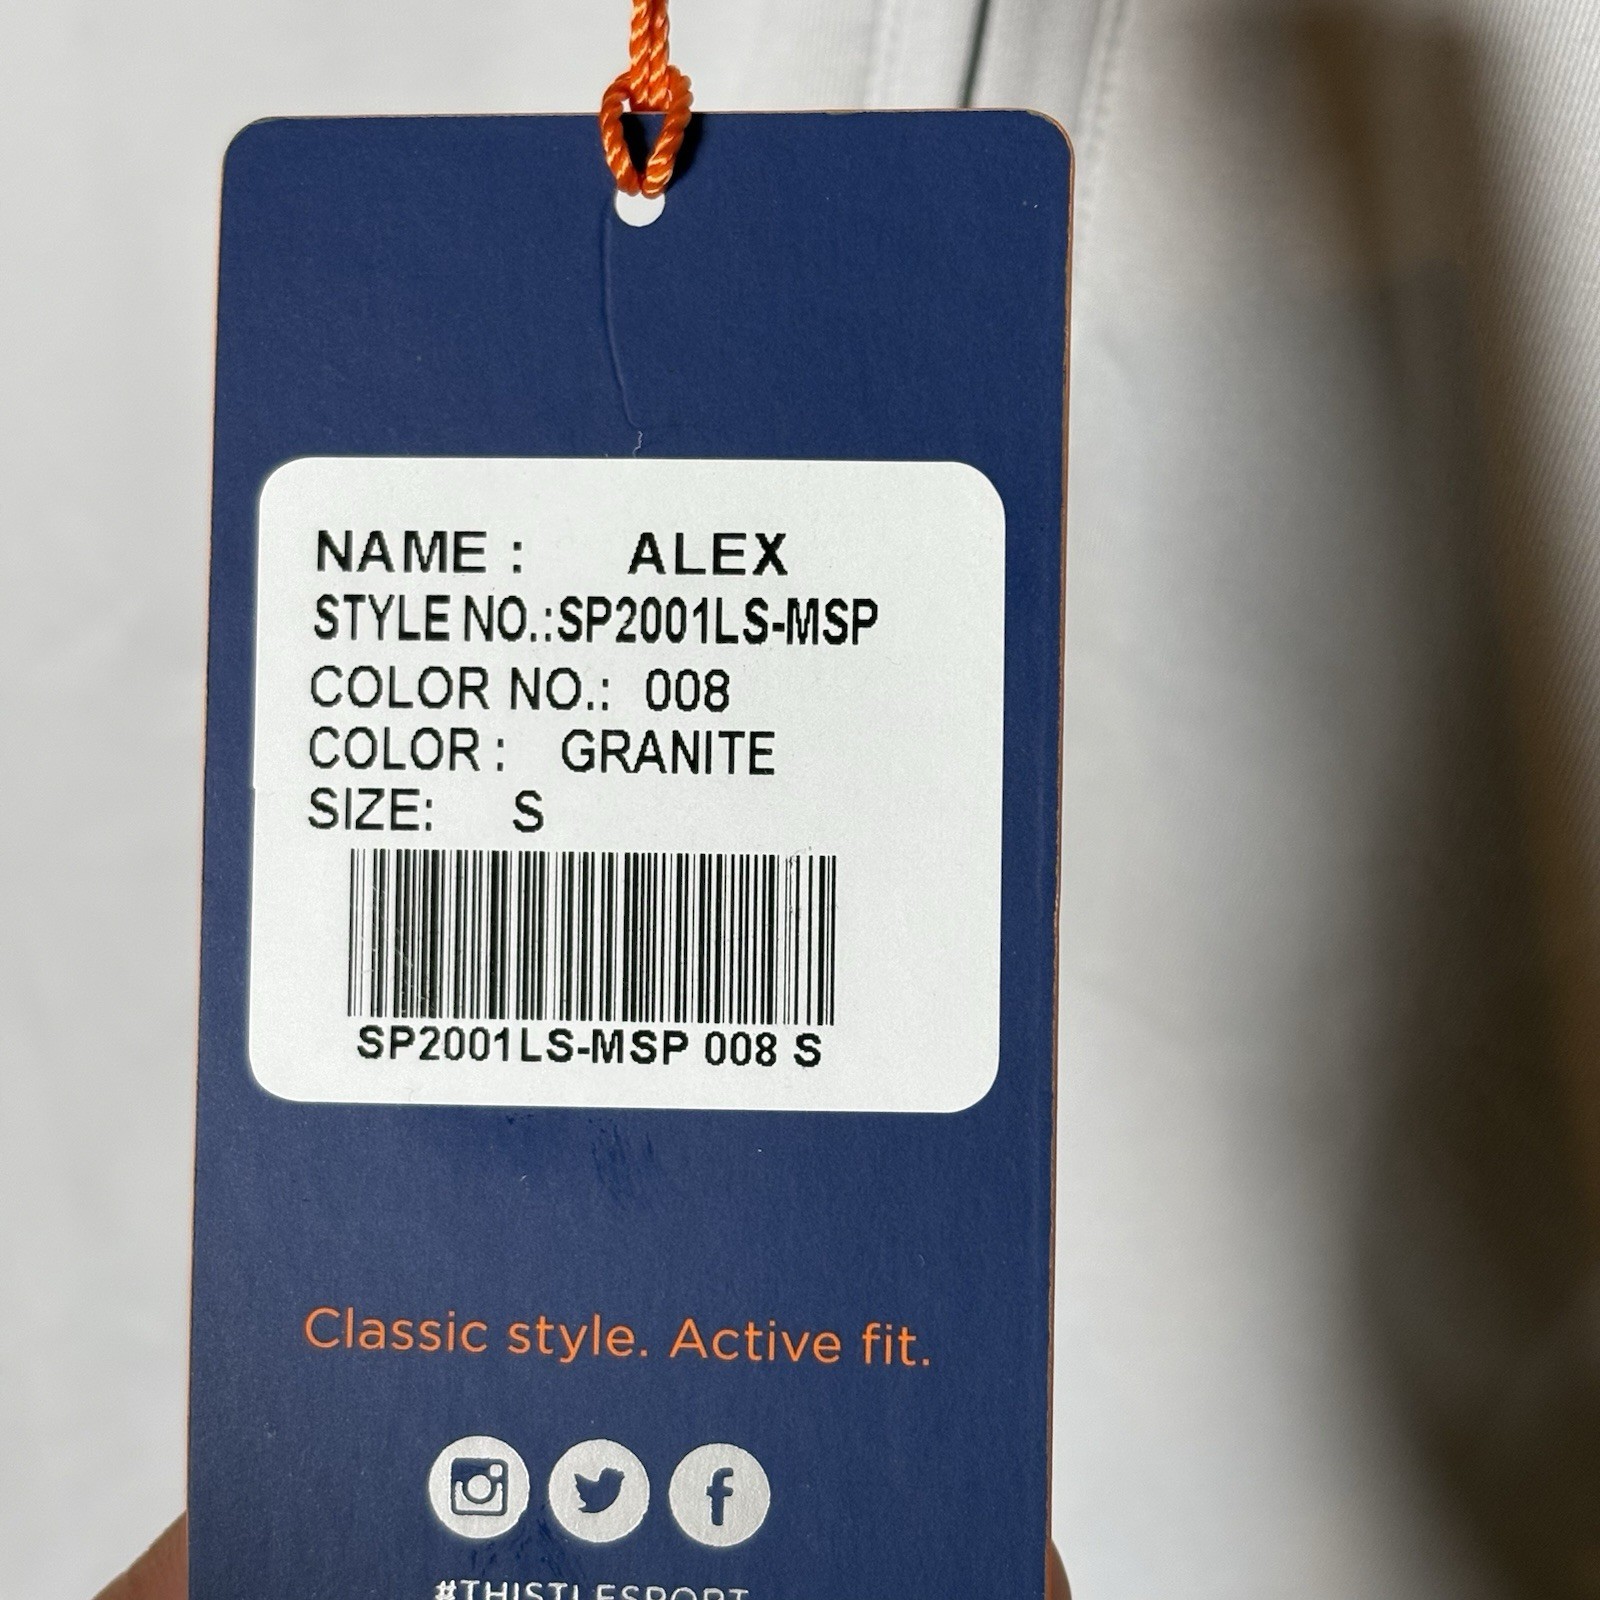 NAME : ALEX
STYLE NO.:SP2001LS-MSP
COLOR NO.: 008
COLOR : GRANITE
SIZE: S
SP2001LS-MSP 008 S
Classic style. Active fit.
#THISTLESPORT